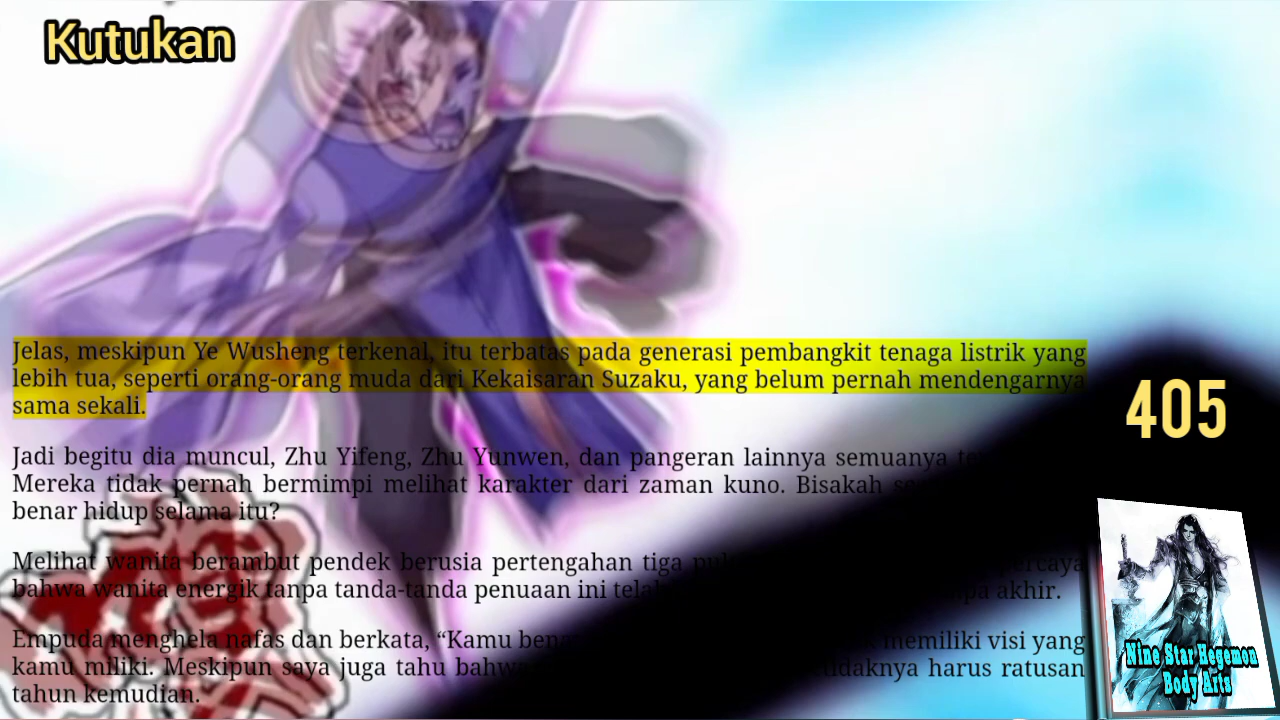 Kutukan
Jelas, meskipun Ye Wusheng terkenal, itu terbatas pada generasi pembangkit tenaga listrik yang
lebih tua, seperti orang-orang muda dari Kekaisaran Suzaku, yang belum pernah mendengarnya
sama sekali.
Jadi begitu dia muncul, Zhu Yifeng, Zhu Yunwen, dan pangeran lainnya semuanya
Mereka tidak pernah bermimpi melihat karakter dari zaman kuno. Bisakah
benar hidup selama itu?
Melihat wanita berambut pendek berusia pertengahan tiga
bahwa wanita energik tanpa tanda-tanda penuaan ini akhir.
Empuda menghela nafas dan berkata, “Kamu memiliki visi yang
kamu miliki. Meskipun saya juga tahu harus ratusan
tahun kemudian.
405
Nine Star Hegemon
Body Arts